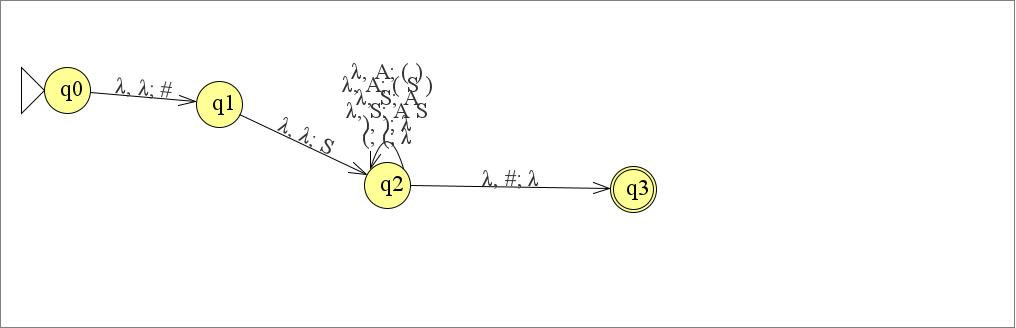 λ, A; ( )
λ, A; ( S )
λ, S; A
λ, S; A S
), ); λ
(, (; λ
q0
λ, λ; #
q1
λ, λ; S
q2
λ, #; λ
q3